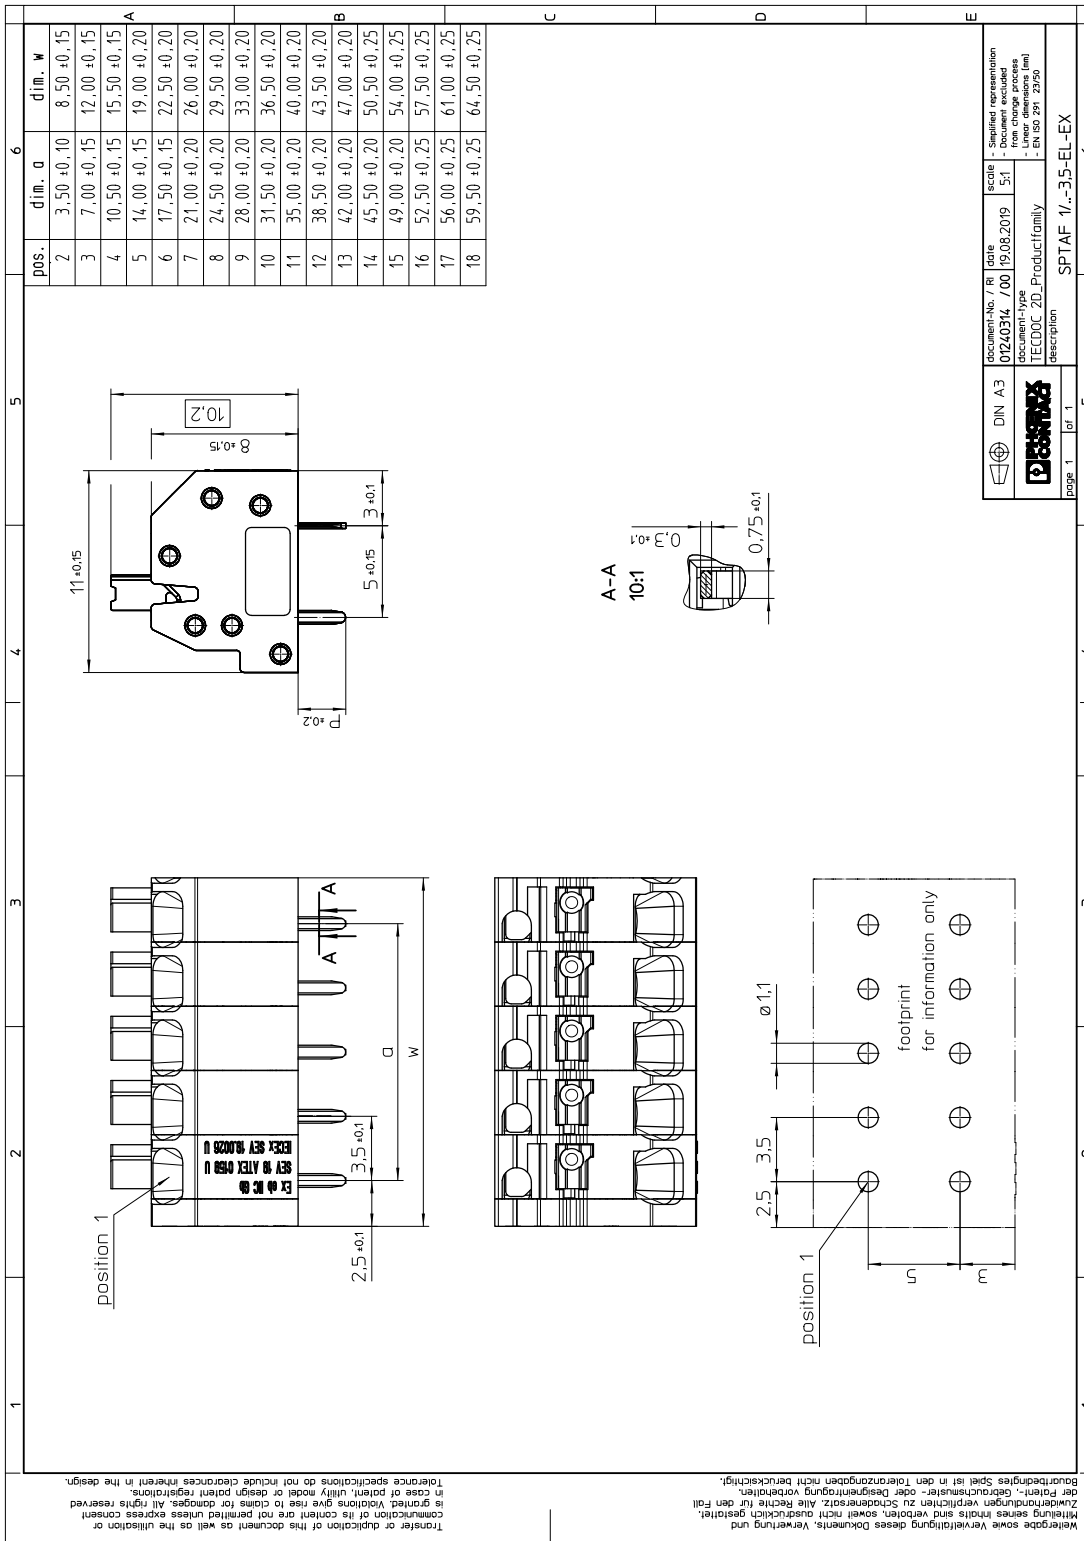 1
2
3
4
5
6
A
B
C
D
E
pos. dim. a dim. w
2 3,50 ±0,10 8,50 ±0,15
3 7,00 ±0,15 12,00 ±0,15
4 10,50 ±0,15 15,50 ±0,15
5 14,00 ±0,15 19,00 ±0,20
6 17,50 ±0,15 22,50 ±0,20
7 21,00 ±0,20 26,00 ±0,20
8 24,50 ±0,20 29,50 ±0,20
9 28,00 ±0,20 33,00 ±0,20
10 31,50 ±0,20 36,50 ±0,20
11 35,00 ±0,20 40,00 ±0,20
12 38,50 ±0,20 43,50 ±0,20
13 42,00 ±0,20 47,00 ±0,20
14 45,50 ±0,20 50,50 ±0,25
15 49,00 ±0,20 54,00 ±0,25
16 52,50 ±0,25 57,50 ±0,25
17 56,00 ±0,25 61,00 ±0,25
18 59,50 ±0,25 64,50 ±0,25
position 1
Ex eb IIC Gb
SEV 18 ATEX 0158 U
IECEx SEV 18.0026 U
A
A
2,5 ±0,1
3,5 ±0,1
a
w
11 ±0,15
10,2
8 ±0,15
3 ±0,1
5 ±0,15
P ±0,2
A-A
10:1
0,3 ±0,1
0,75 ±0,1
position 1
2,5
3,5
ø1,1
5
3
footprint
for information only
DIN A3
PHOENIX
CONTACT
page 1 of 1
document-No. / RI
01240314 / 00
date
19.08.2019
scale
5:1
- Simplified representation
- Document excluded
from change process
- Linear dimensions [mm]
- EN ISO 291 23/50
document-type
TECDOC 2D_Productfamily
description
SPTAF 1/..-3,5-EL-EX
Transfer or duplication of this document as well as the utilisation or
communication of its content are not permitted unless express consent
is granted. Violations give rise to claims for damages. All rights reserved
in case of patent, utility model or design patent registrations.
Tolerance specifications do not include clearances inherent in the design.
Weitergabe sowie Vervielfältigung dieses Dokuments, Verwertung und
Mitteilung seines Inhalts sind verboten, soweit nicht ausdrücklich gestattet.
Zuwiderhandlungen verpflichten zu Schadenersatz. Alle Rechte für den Fall
der Patent-, Gebrauchsmuster- oder Designeintragung vorbehalten.
Bauartbedingtes Spiel ist in den Toleranzangaben nicht berücksichtigt.